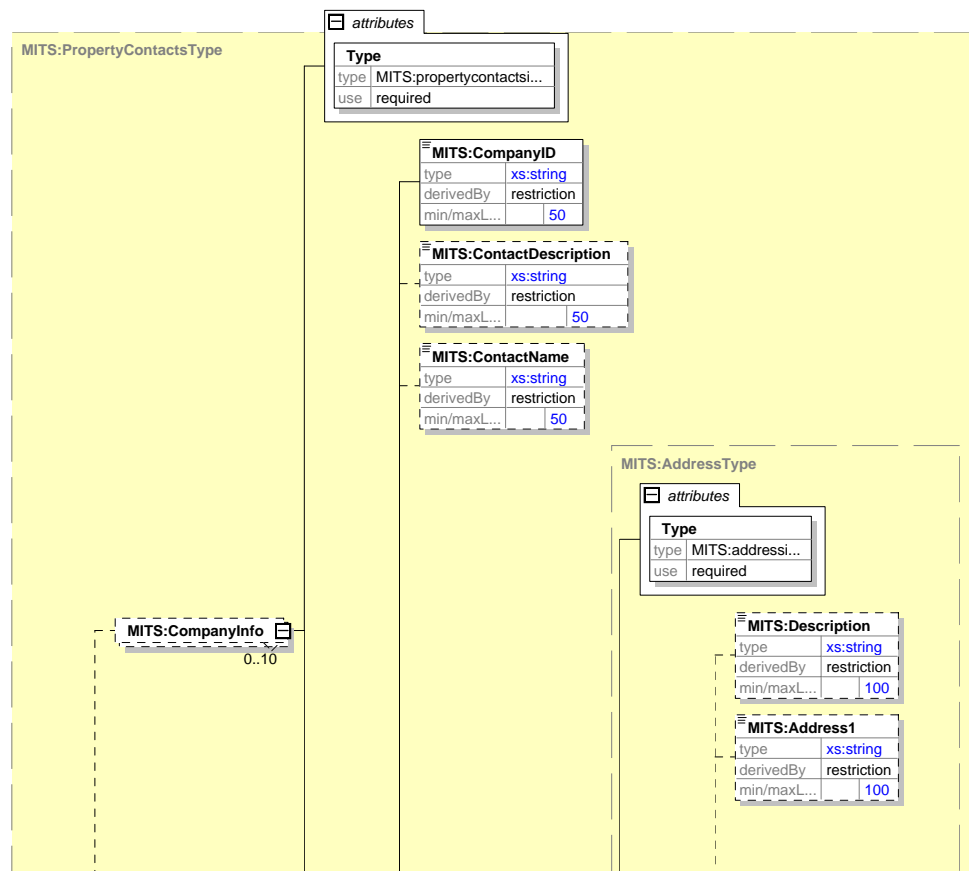 attributes
MITS:PropertyContactsType
Type
type MITS:propertycontactsi...
use required
MITS:CompanyID
type xs:string
derivedBy restriction
min/maxL... 50
MITS:ContactDescription
type xs:string
derivedBy restriction
min/maxL... 50
MITS:ContactName
type xs:string
derivedBy restriction
min/maxL... 50
MITS:AddressType
attributes
Type
type MITS:addressi...
use required
MITS:CompanyInfo
0..10
MITS:Description
type xs:string
derivedBy restriction
min/maxL... 100
MITS:Address1
type xs:string
derivedBy restriction
min/maxL... 100